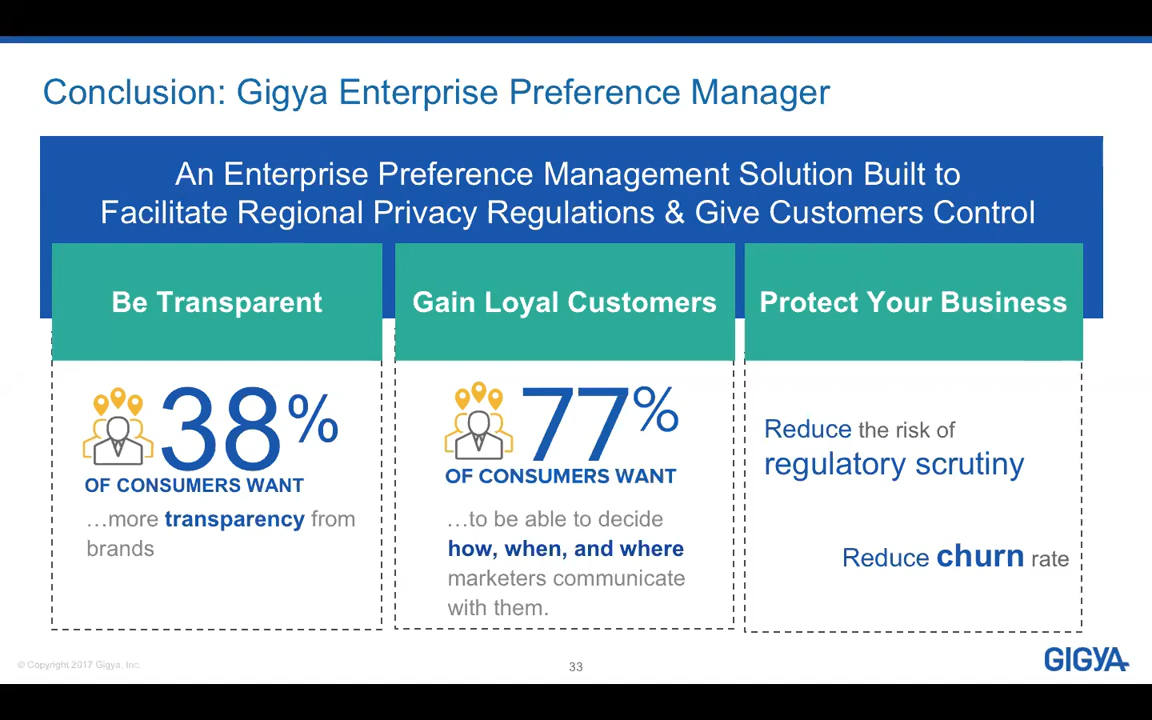 Conclusion: Gigya Enterprise Preference Manager
An Enterprise Preference Management Solution Built to
Facilitate Regional Privacy Regulations & Give Customers Control
Be Transparent
38%
OF CONSUMERS WANT
…more transparency from
brands
Gain Loyal Customers
77%
OF CONSUMERS WANT
…to be able to decide
how, when, and where
marketers communicate
with them.
Protect Your Business
Reduce the risk of
regulatory scrutiny
Reduce churn rate
© Copyright 2017 Gigya, Inc.
33
GIGYA